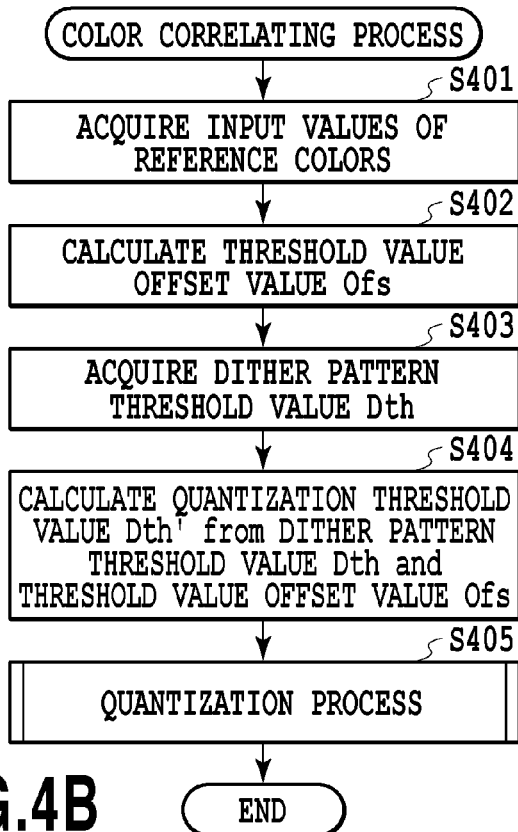 COLOR CORRELATING PROCESS
S401
ACQUIRE INPUT VALUES OF
REFERENCE COLORS
S402
CALCULATE THRESHOLD VALUE
OFFSET VALUE Ofs
S403
ACQUIRE DITHER PATTERN
THRESHOLD VALUE Dth
S404
CALCULATE QUANTIZATION THRESHOLD
VALUE Dth' from DITHER PATTERN
THRESHOLD VALUE Dth and
THRESHOLD VALUE OFFSET VALUE Ofs
S405
QUANTIZATION PROCESS
END
G.4B